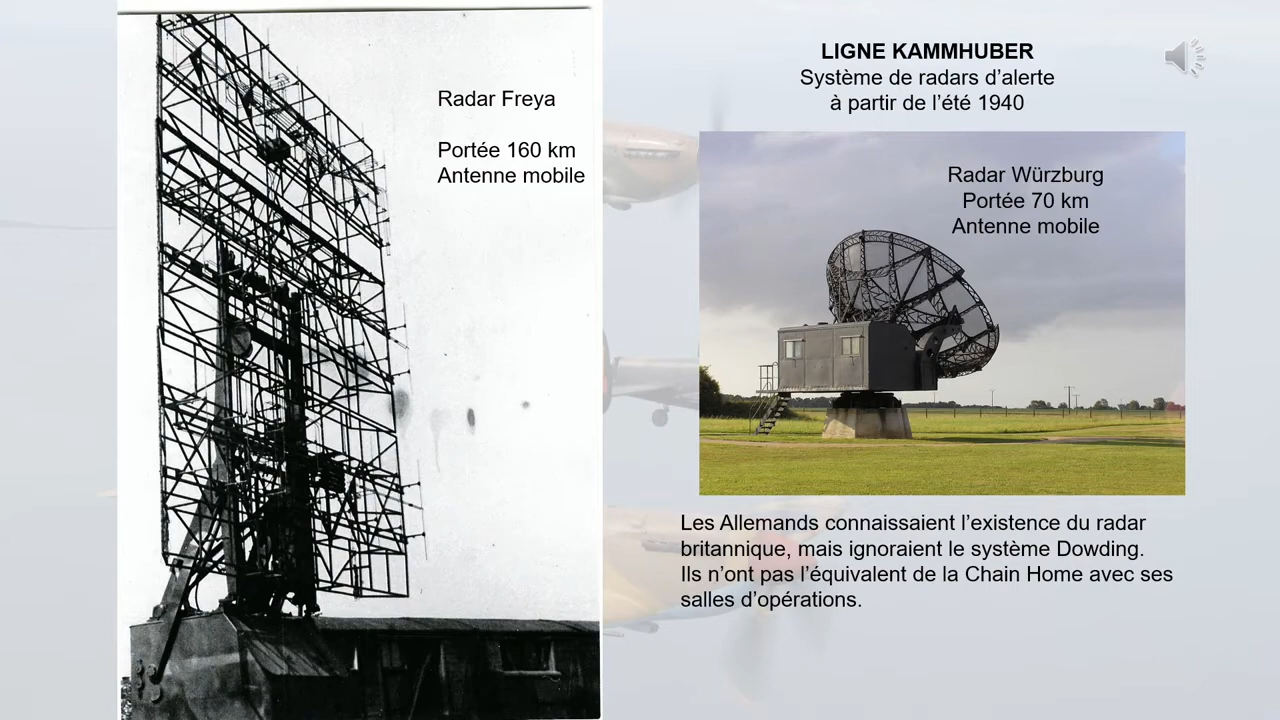 Radar Freya
Portée 160 km
Antenne mobile
LIGNE KAMMHUBER
Système de radars d’alerte
à partir de l’été 1940
Radar Würzburg
Portée 70 km
Antenne mobile
Les Allemands connaissaient l’existence du radar
britannique, mais ignoraient le système Dowding.
Ils n’ont pas l’équivalent de la Chain Home avec ses
salles d’opérations.